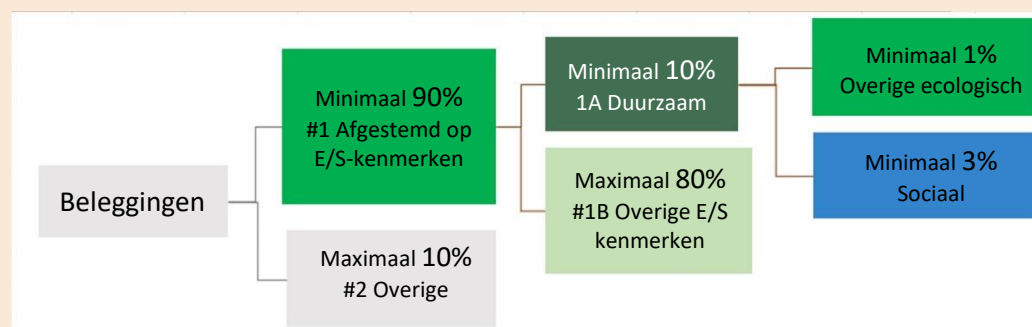 Beleggingen
Minimaal 90%
#1 Afgestemd op
E/S-kenmerken
Maximaal 10%
#2 Overige
Minimaal 10%
1A Duurzaam
Maximaal 80%
#1B Overige E/S
kenmerken
Minimaal 1%
Overige ecologisch
Minimaal 3%
Sociaal